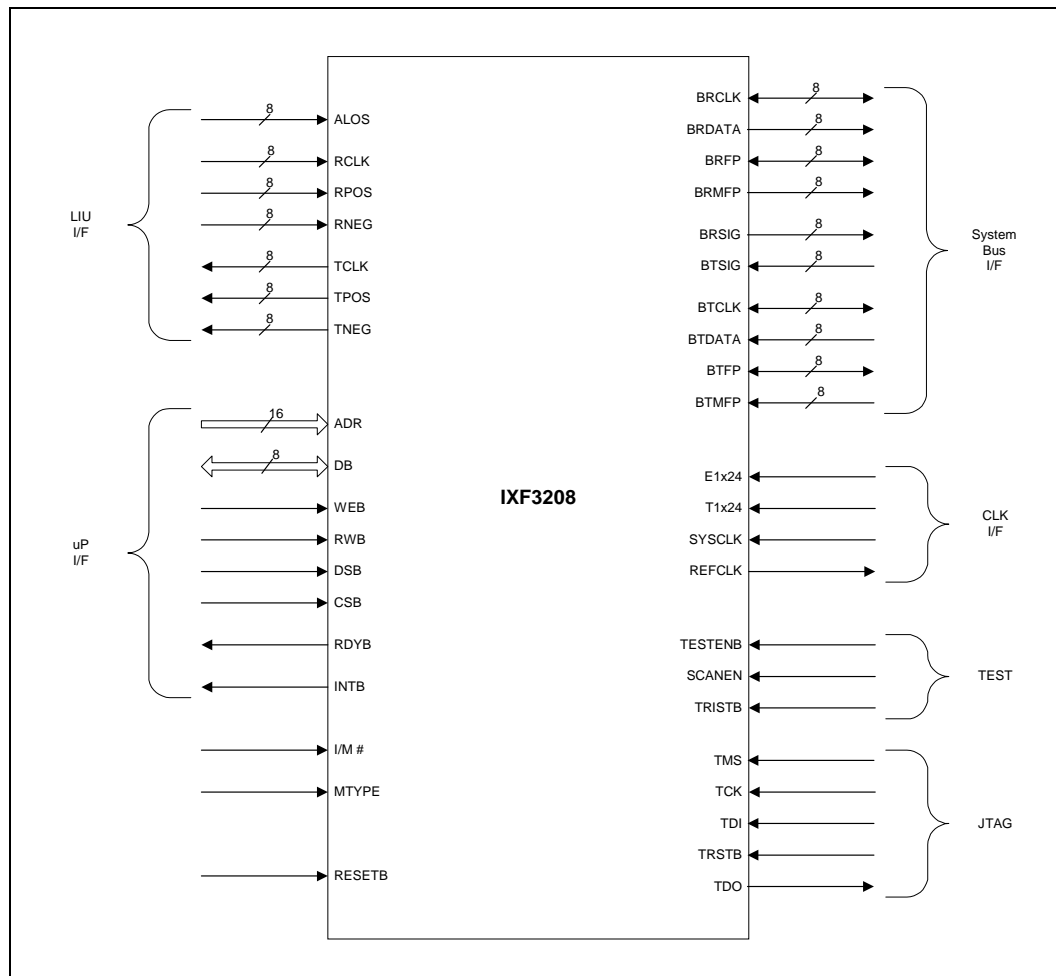 LIU
I/F
8
ALOS
8
RCLK
8
RPOS
8
RNEG
8
TCLK
8
TPOS
8
TNEG
uP
I/F
16
ADR
8
DB
WEB
RWB
DSB
CSB
RDYB
INTB
I/M #
MTYPE
RESETB
IXF3208
BRCLK
8
BRDATA
8
BRFP
8
BRMFP
8
BRSIG
8
BTSIG
8
BTCLK
8
BTDATA
8
BTFP
8
BTMFP
8
System
Bus
I/F
E1x24
T1x24
SYSCLK
REFCLK
CLK
I/F
TESTENB
SCANEN
TRISTB
TEST
TMS
TCK
TDI
TRSTB
TDO
JTAG